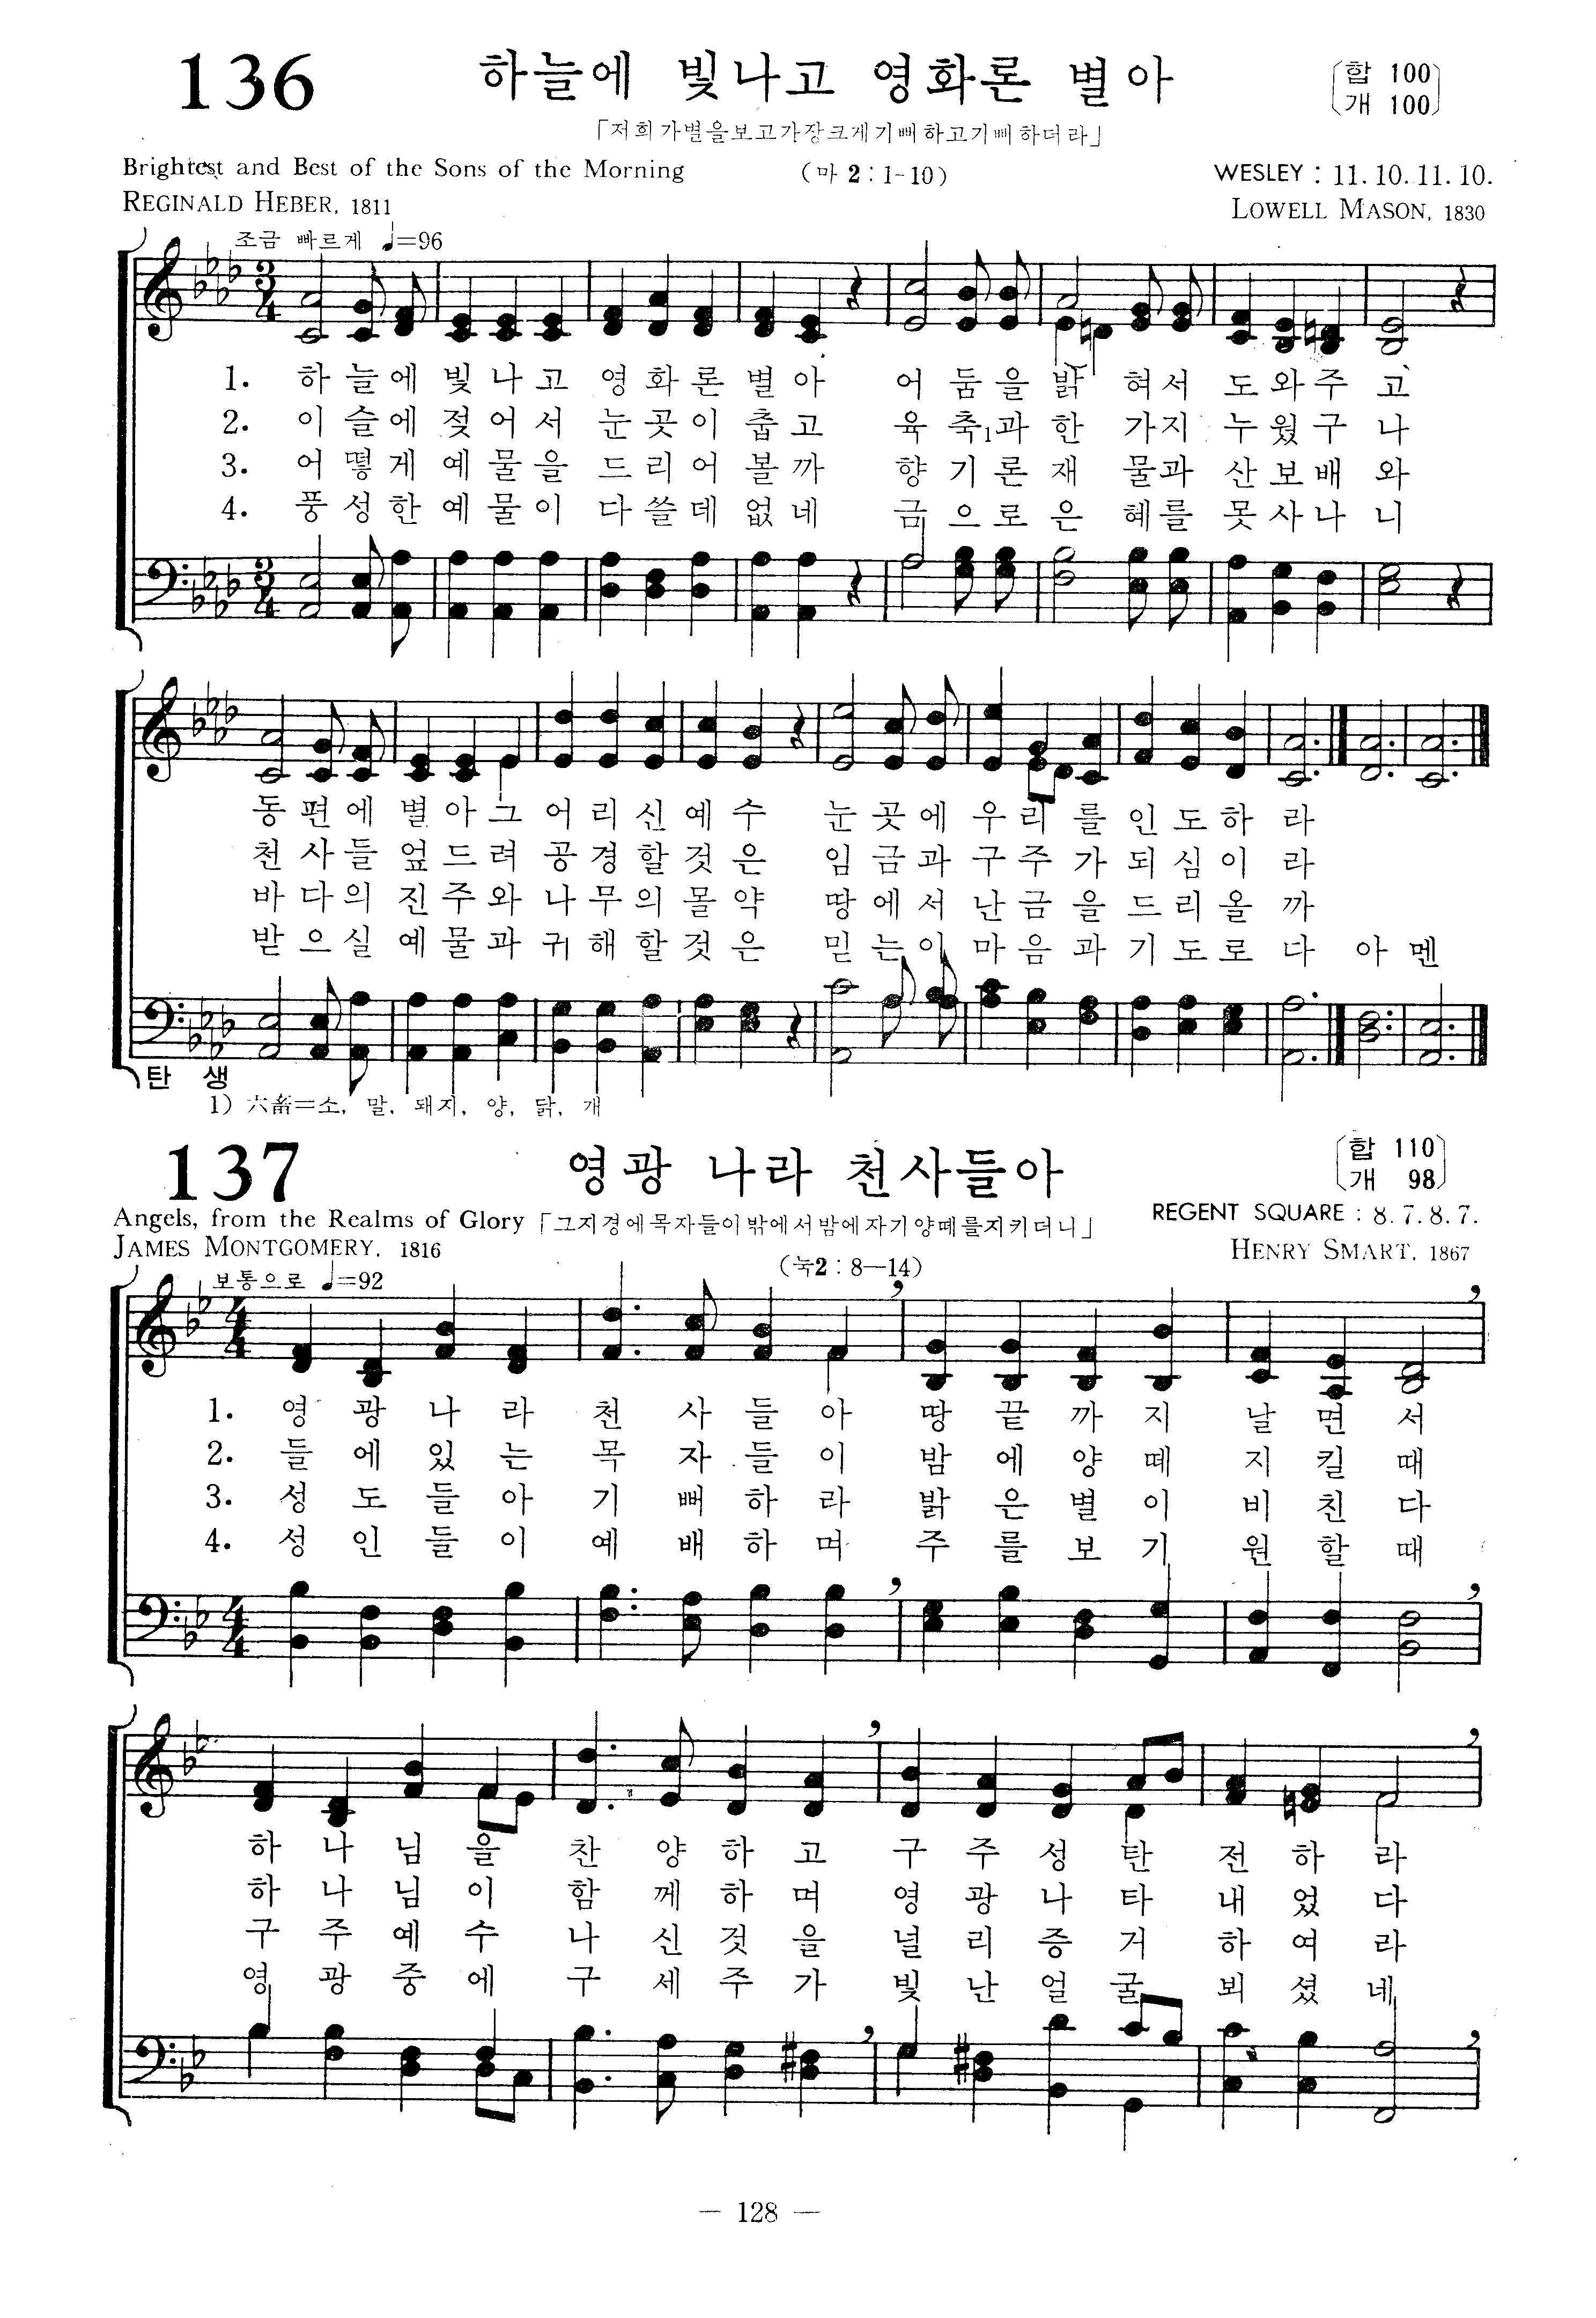 136 하늘에 빛나고 영화론 별아 (합 100)
(개 100)
「저희가별을보고가장크게기뻐하고기뻐하더라」
Brightest and Best of the Sons of the Morning (마 2 : 1-10) WESLEY : 11. 10. 11. 10.
REGINALD HEBER, 1811 LOWELL MASON, 1830
조금 빠르게 ♩=96
1. 하늘에 빛나고 영화론 별아 어둠을 밝혀서 도와주고
2. 이슬에 젖어서 눈곳이 춥고 육축1과 한가지 누웠구나
3. 어떻게 예물을 드리어 볼까 향기론 재물과 산보배와
4. 풍성한 예물이 다쓸데 없네 금으로 은혜를 못사나니
동편에 별아그 어리신 예수 눈곳에 우리를 인도하라
천사들 엎드려 공경할 것은 임금과 구주가 되심이라
바다의 진주와 나무의 몰약 땅에서 난금을 드리올까
받으실 예물과 귀해할 것은 믿는이 마음과 기도로다 아멘
탄 생
1) 六畜=소, 말, 돼지, 양, 닭, 개
137 영광 나라 천사들아 (합 110)
(개 98)
Angels, from the Realms of Glory 「그지경에목자들이밖에서밤에자기양떼를지키더니」 REGENT SQUARE : 8. 7. 8. 7.
JAMES MONTGOMERY, 1816 (눅2 : 8—14) HENRY SMART, 1867
보통으로 ♩=92
1. 영광나라 천사들아 땅끝까지 날면서
2. 들에있는 목자들이 밤에양떼 지킬때
3. 성도들아 기뻐하라 밝은별이 비친다
4. 성인들이 예배하며 주를보기 원할때
하나님을 찬양하고 구주성탄 전하라
하나님이 함께하며 영광나타 내었다
구주예수 나신것을 널리증거 하여라
영광중에 구세주가 빛난얼굴 뵈셨네
— 128 —